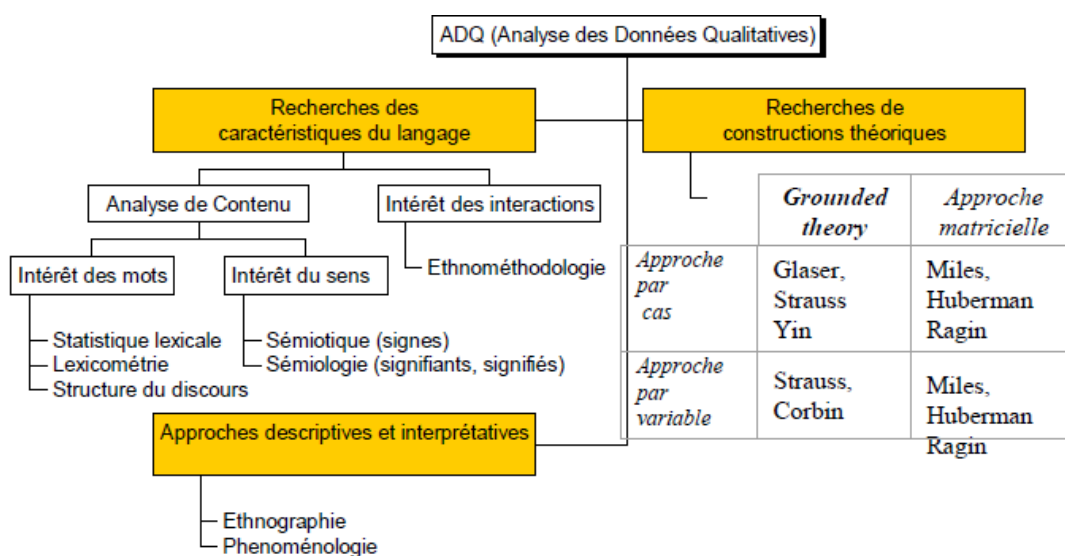 ADQ (Analyse des Données Qualitatives)
Recherches des
caractéristiques du langage
Recherches de
constructions théoriques
Analyse de Contenu
Intérêt des interactions
Ethnométhodologie
Intérêt des mots
Intérêt du sens
Statistique lexicale
Lexicométrie
Structure du discours
Sémiotique (signes)
Sémiologie (signifiants, signifiés)
Grounded
theory
Approche
matricielle
Approche
par
cas
Glaser,
Strauss
Yin
Miles,
Huberman
Ragin
Approche
par
variable
Strauss,
Corbin
Miles,
Huberman
Ragin
Approches descriptives et interprétatives
Ethnographie
Phenoménologie